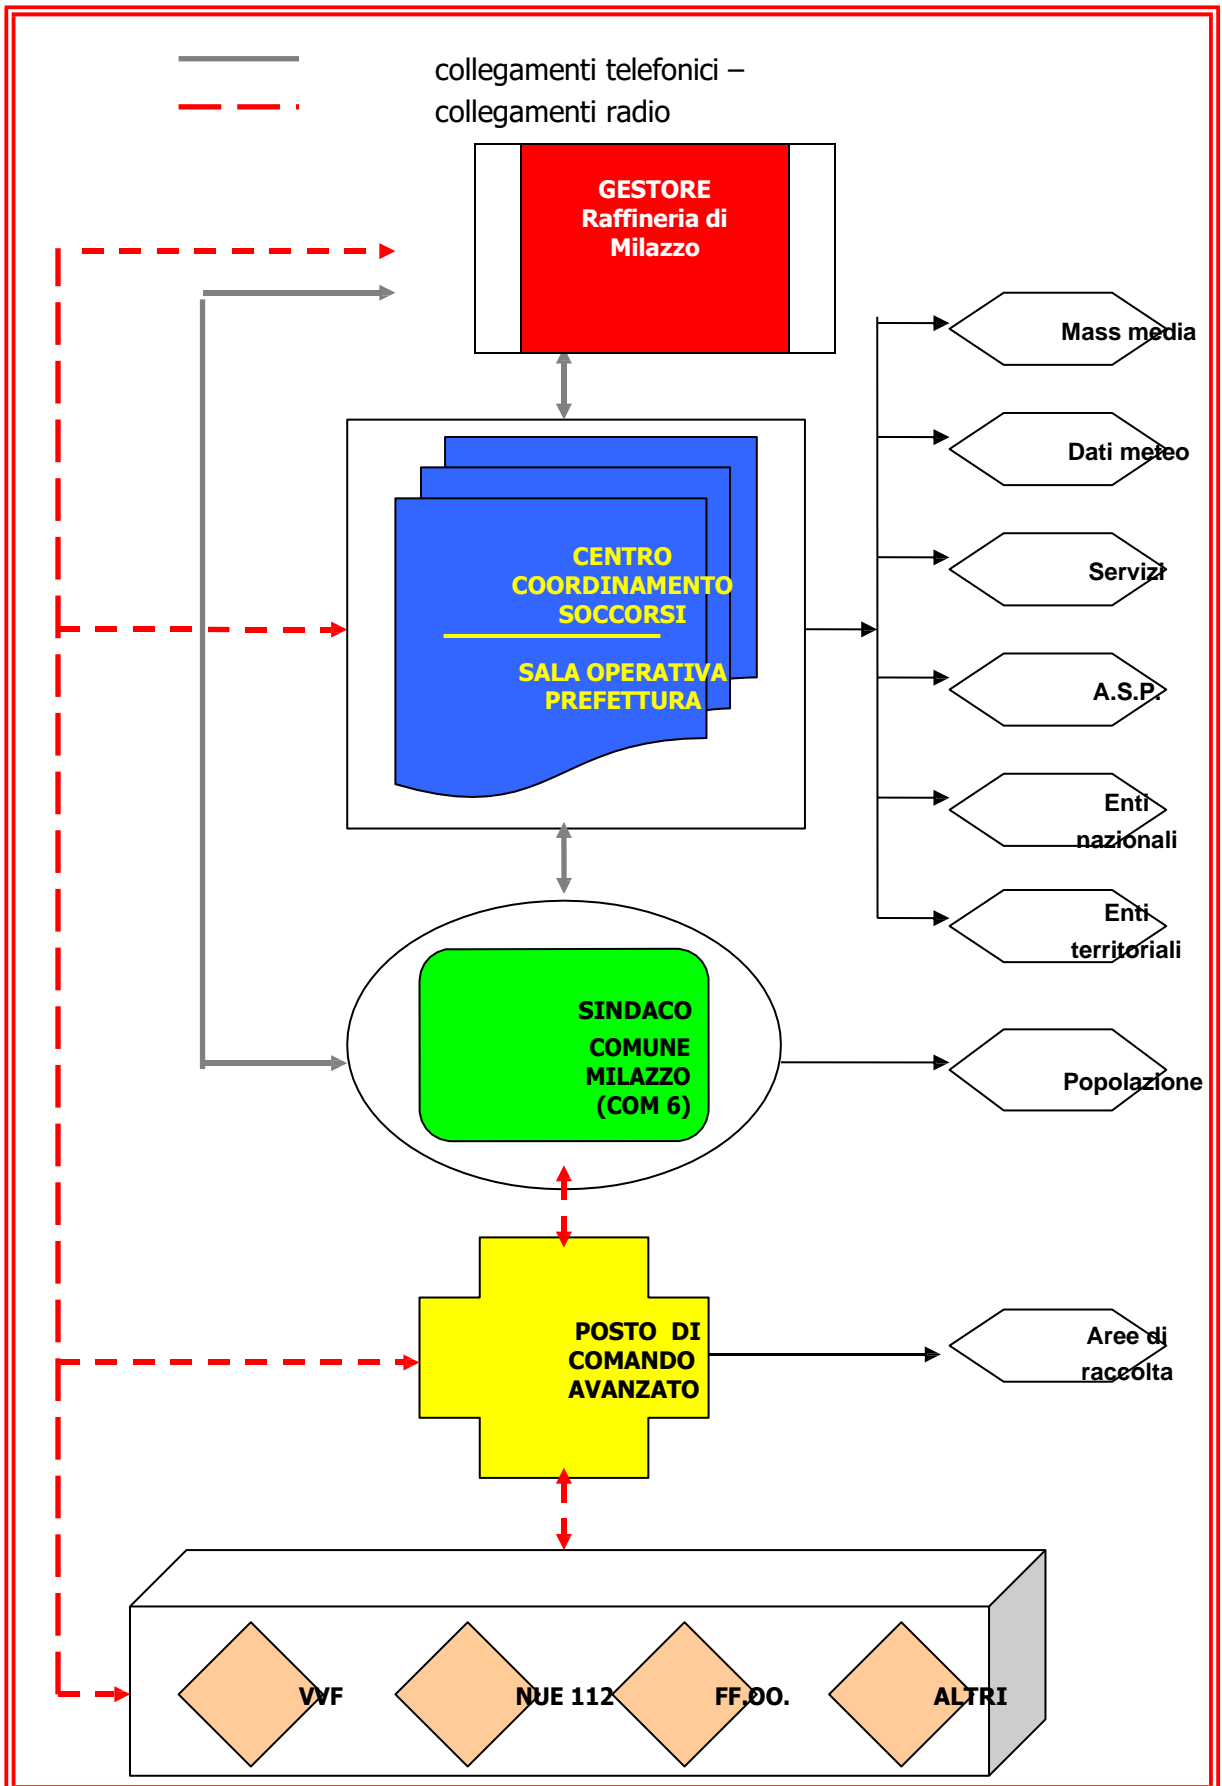 collegamenti telefonici –
collegamenti radio
GESTORE
Raffineria di
Milazzo
Mass media
Dati meteo
CENTRO
COORDINAMENTO
SOCCORSI
SALA OPERATIVA
PREFETTURA
Servizi
A.S.P.
Enti
nazionali
Enti
territoriali
SINDACO
COMUNE
MILAZZO
(COM 6)
Popolazione
POSTO DI
COMANDO
AVANZATO
Aree di
raccolta
VVF
NUE 112
FF.OO.
ALTRI